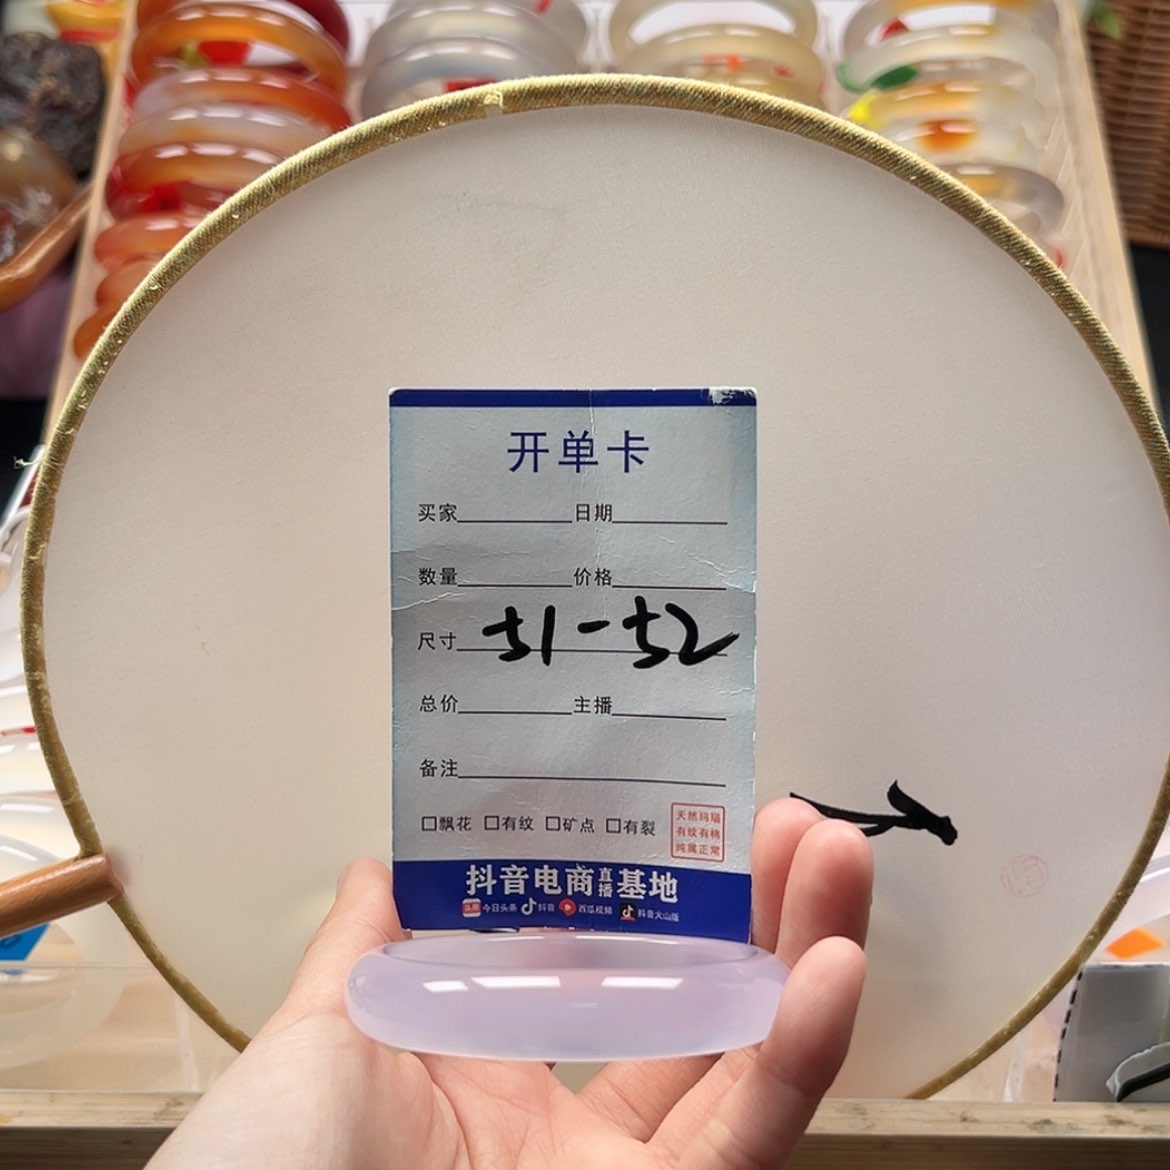 开单卡
买家 日期
数量 价格
尺寸 51-52
总价 主播
备注
飘花 有纹 矿点 有裂
天然玛瑙
有纹有棉
纯属正常
抖音电商直播基地
头条 今日头条 抖音 西瓜视频 抖音火山版